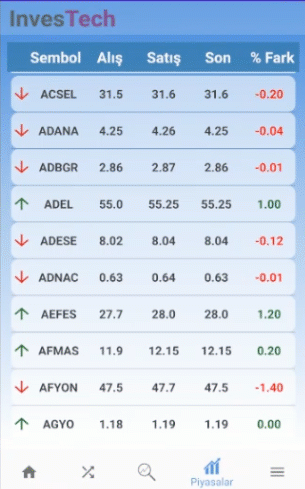 InvesTech
Sembol Alış Satış Son % Fark
ACSEL 31.5 31.6 31.6 -0.20
ADANA 4.25 4.26 4.25 -0.04
ADBGR 2.86 2.87 2.86 -0.01
ADEL 55.0 55.25 55.25 1.00
ADESE 8.02 8.04 8.04 -0.12
ADNAC 0.63 0.64 0.63 -0.01
AEFES 27.7 28.0 28.0 1.20
AFMAS 11.9 12.15 12.15 0.20
AFYON 47.5 47.7 47.5 -1.40
AGYO 1.18 1.19 1.19 0.00
Piyasalar